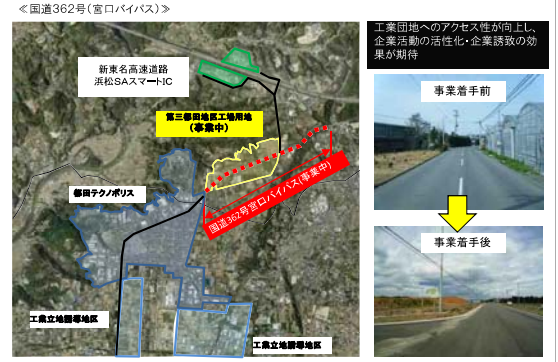 ≪国道362号(宮口バイパス)≫
新東名高速道路
浜松SAスマートIC
第三都田地区工場用地
(事業中)
都田テクノポリス
国道362号宮口バイパス(事業中)
工業立地誘導地区
工業立地誘導地区
工業団地へのアクセス性が向上し、
企業活動の活性化・企業誘致の効
果が期待
事業着手前
事業着手後